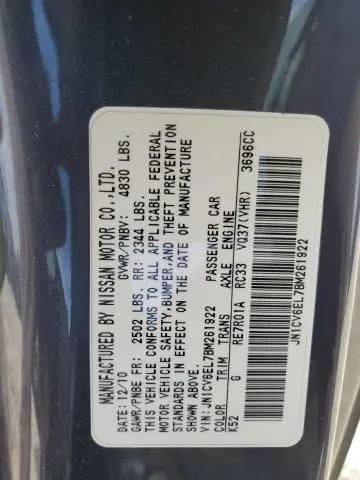 MANUFACTURED BY NISSAN MOTOR CO.,LTD.
12/10 GVWR/PNBV: 4830 LBS.
GAWR/PNBE FR: 2502 LBS. RR: 2344 LBS.
THIS VEHICLE CONFORMS TO ALL APPLICABLE FEDERAL
MOTOR VEHICLE SAFETY,BUMPER,AND THEFT PREVENTION
STANDARDS IN EFFECT ON THE DATE OF MANUFACTURE
SHOWN ABOVE.
VIN: JN1CV6EL7BM261922 PASSENGER CAR
COLOR TRIM TRANS AXLE ENGINE
K52 G RE7R01A RC33 VQ37(VHR) 3696CC
JN1CV6EL7BM261922